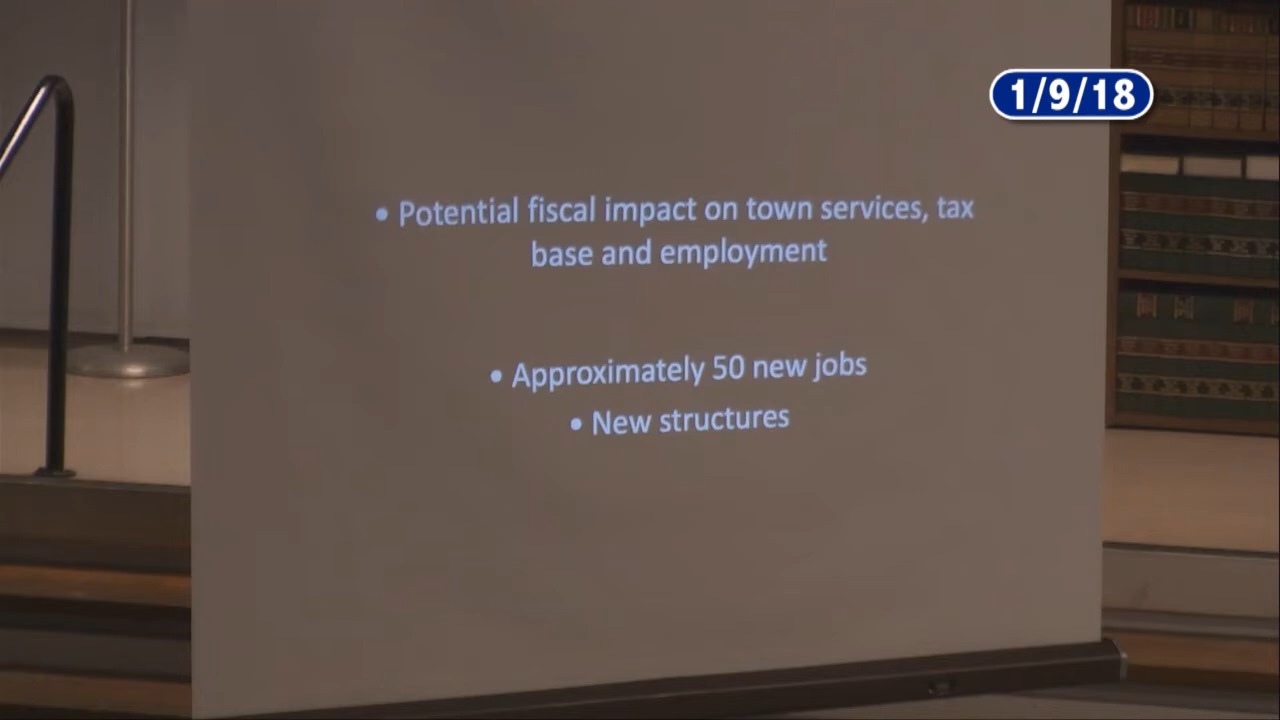 1/9/18
• Potential fiscal impact on town services, tax
base and employment
• Approximately 50 new jobs
• New structures